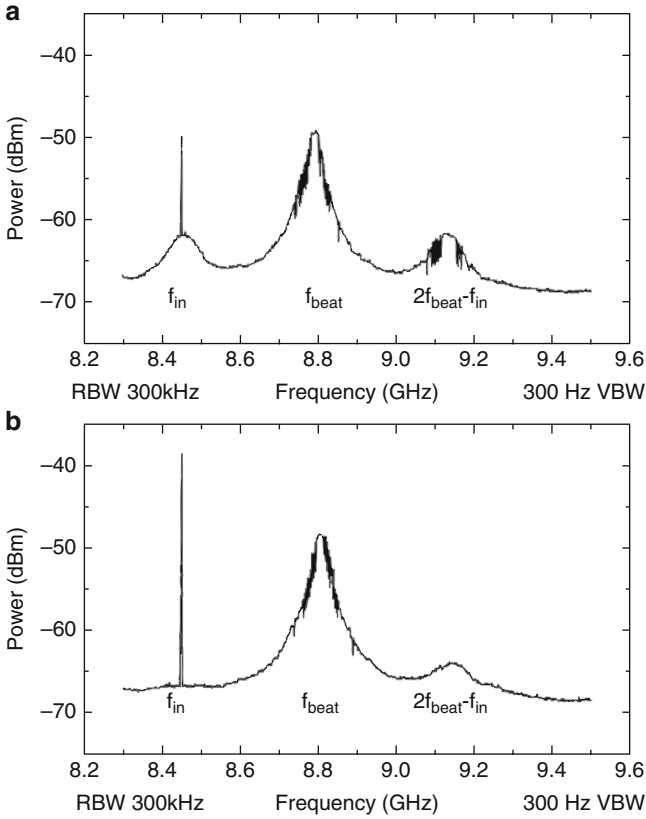 a
−40
−50
−60
−70
Power (dBm)
f_in
f_beat
2f_beat-f_in
8.2 8.4 8.6 8.8 9.0 9.2 9.4 9.6
RBW 300kHz Frequency (GHz) 300 Hz VBW
b
−40
−50
−60
−70
Power (dBm)
f_in
f_beat
2f_beat-f_in
8.2 8.4 8.6 8.8 9.0 9.2 9.4 9.6
RBW 300kHz Frequency (GHz) 300 Hz VBW